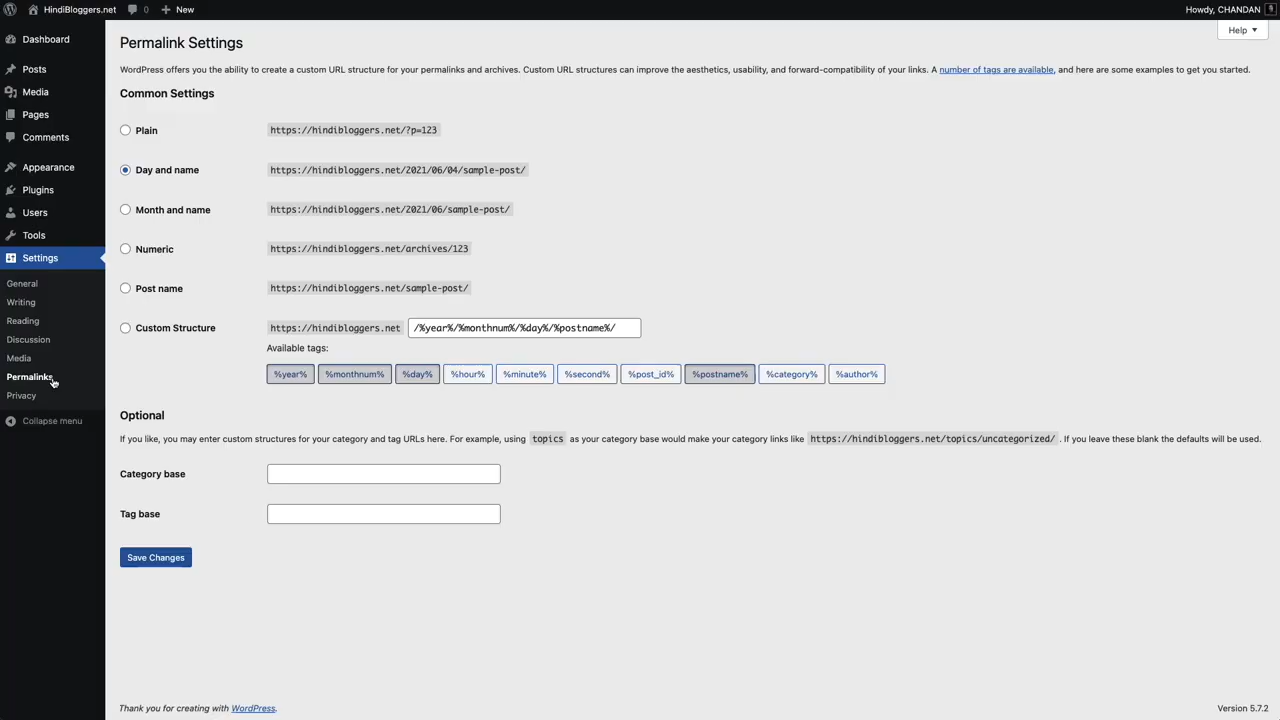 HindiBloggers.net 0 New Howdy, CHANDAN
Help ▼
Dashboard
Posts
Media
Pages
Comments
Appearance
Plugins
Users
Tools
Settings
General
Writing
Reading
Discussion
Media
Permalinks
Privacy
Collapse menu
Permalink Settings
WordPress offers you the ability to create a custom URL structure for your permalinks and archives. Custom URL structures can improve the aesthetics, usability, and forward-compatibility of your links. A number of tags are available, and here are some examples to get you started.
Common Settings
Plain https://hindibloggers.net/?p=123
Day and name https://hindibloggers.net/2021/06/04/sample-post/
Month and name https://hindibloggers.net/2021/06/sample-post/
Numeric https://hindibloggers.net/archives/123
Post name https://hindibloggers.net/sample-post/
Custom Structure https://hindibloggers.net /%year%/%monthnum%/%day%/%postname%/
Available tags:
%year% %monthnum% %day% %hour% %minute% %second% %post_id% %postname% %category% %author%
Optional
If you like, you may enter custom structures for your category and tag URLs here. For example, using topics as your category base would make your category links like https://hindibloggers.net/topics/uncategorized/ . If you leave these blank the defaults will be used.
Category base
Tag base
Save Changes
Thank you for creating with WordPress. Version 5.7.2